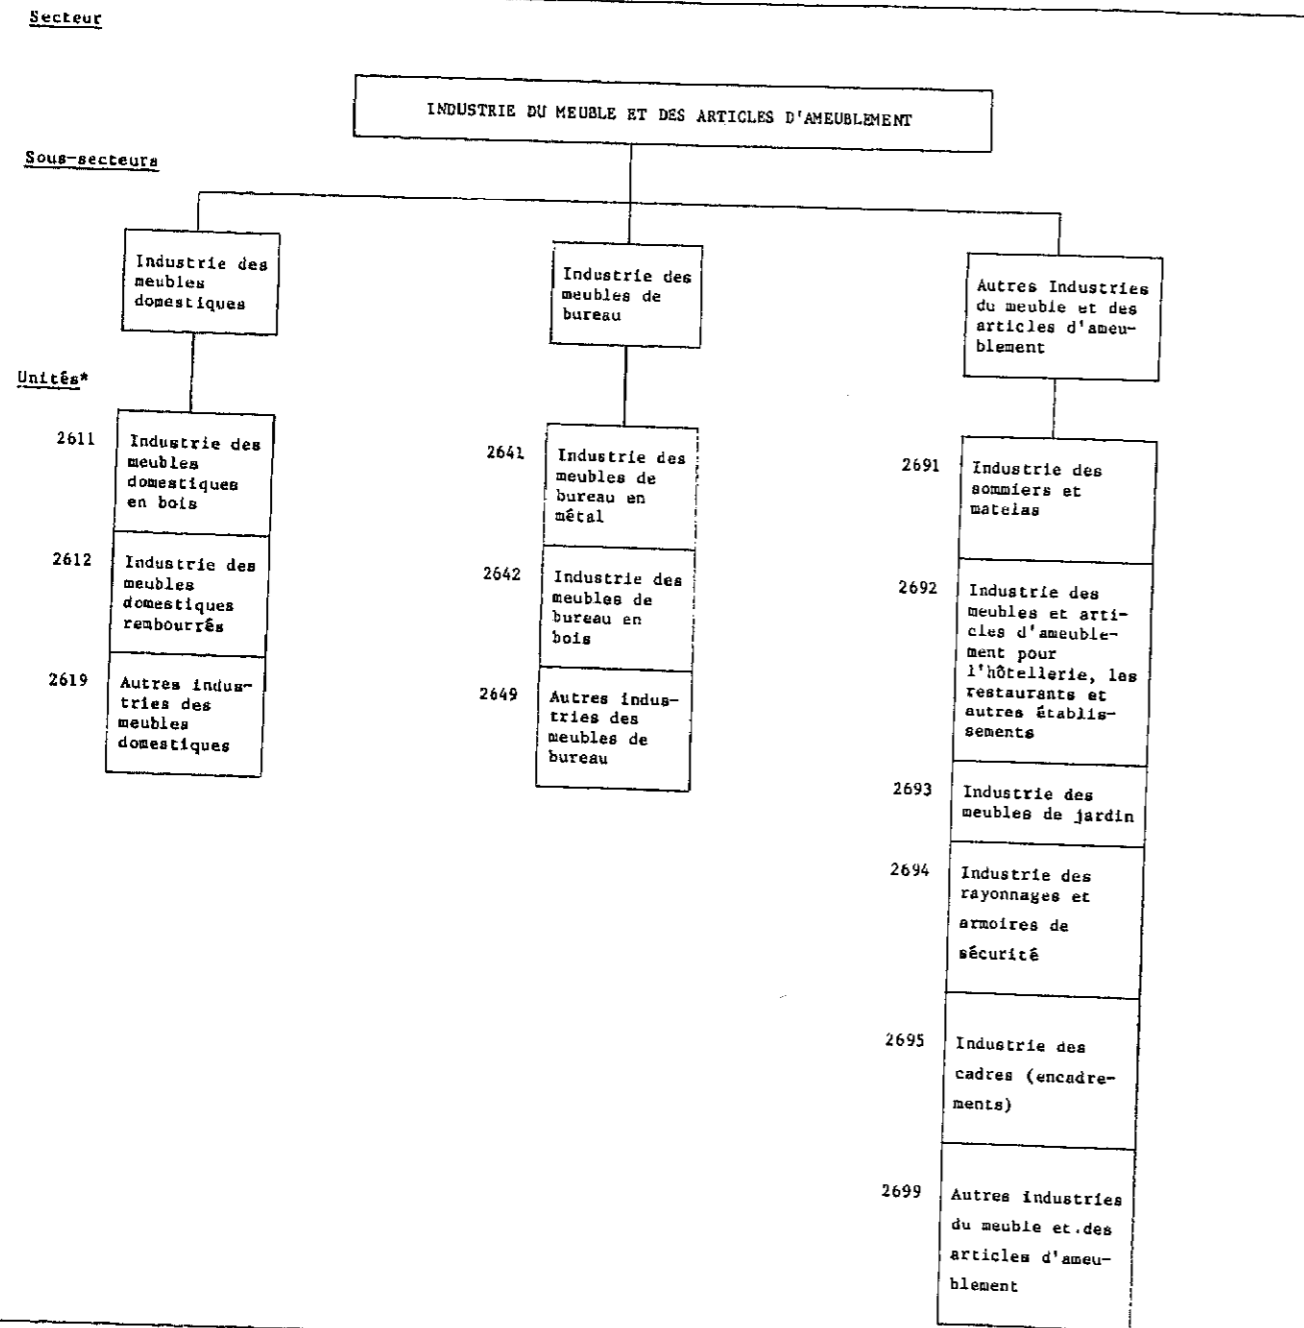 Secteur
INDUSTRIE DU MEUBLE ET DES ARTICLES D'AMEUBLEMENT
Sous-secteurs
Industrie des
meubles
domestiques
Industrie des
meubles de
bureau
Autres Industries
du meuble et des
articles d'ameu-
blement
Unités*
2611
Industrie des
meubles
domestiques
en bois
2612
Industrie des
meubles
domestiques
rembourrés
2619
Autres indus-
tries des
meubles
domestiques
2641
Industrie des
meubles de
bureau en
métal
2642
Industrie des
meubles de
bureau en
bois
2649
Autres indus-
tries des
meubles de
bureau
2691
Industrie des
sommiers et
matelas
2692
Industrie des
meubles et arti-
cles d'ameuble-
ment pour
l'hôtellerie, les
restaurants et
autres établis-
sements
2693
Industrie des
meubles de jardin
2694
Industrie des
rayonnages et
armoires de
sécurité
2695
Industrie des
cadres (encadre-
ments)
2699
Autres industries
du meuble et des
articles d'ameu-
blement